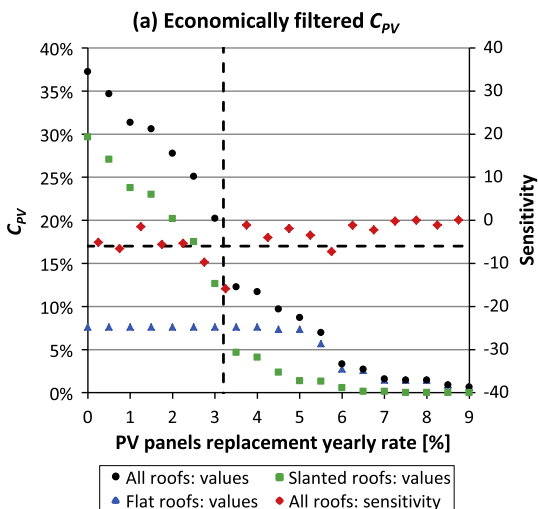 (a) Economically filtered C_PV
40% 40
35% 30
30% 20
25% 10
20% 0
15% -10
10% -20
5% -30
0% -40
C_PV
Sensitivity
0 1 2 3 4 5 6 7 8 9
PV panels replacement yearly rate [%]
All roofs: values Slanted roofs: values
Flat roofs: values All roofs: sensitivity